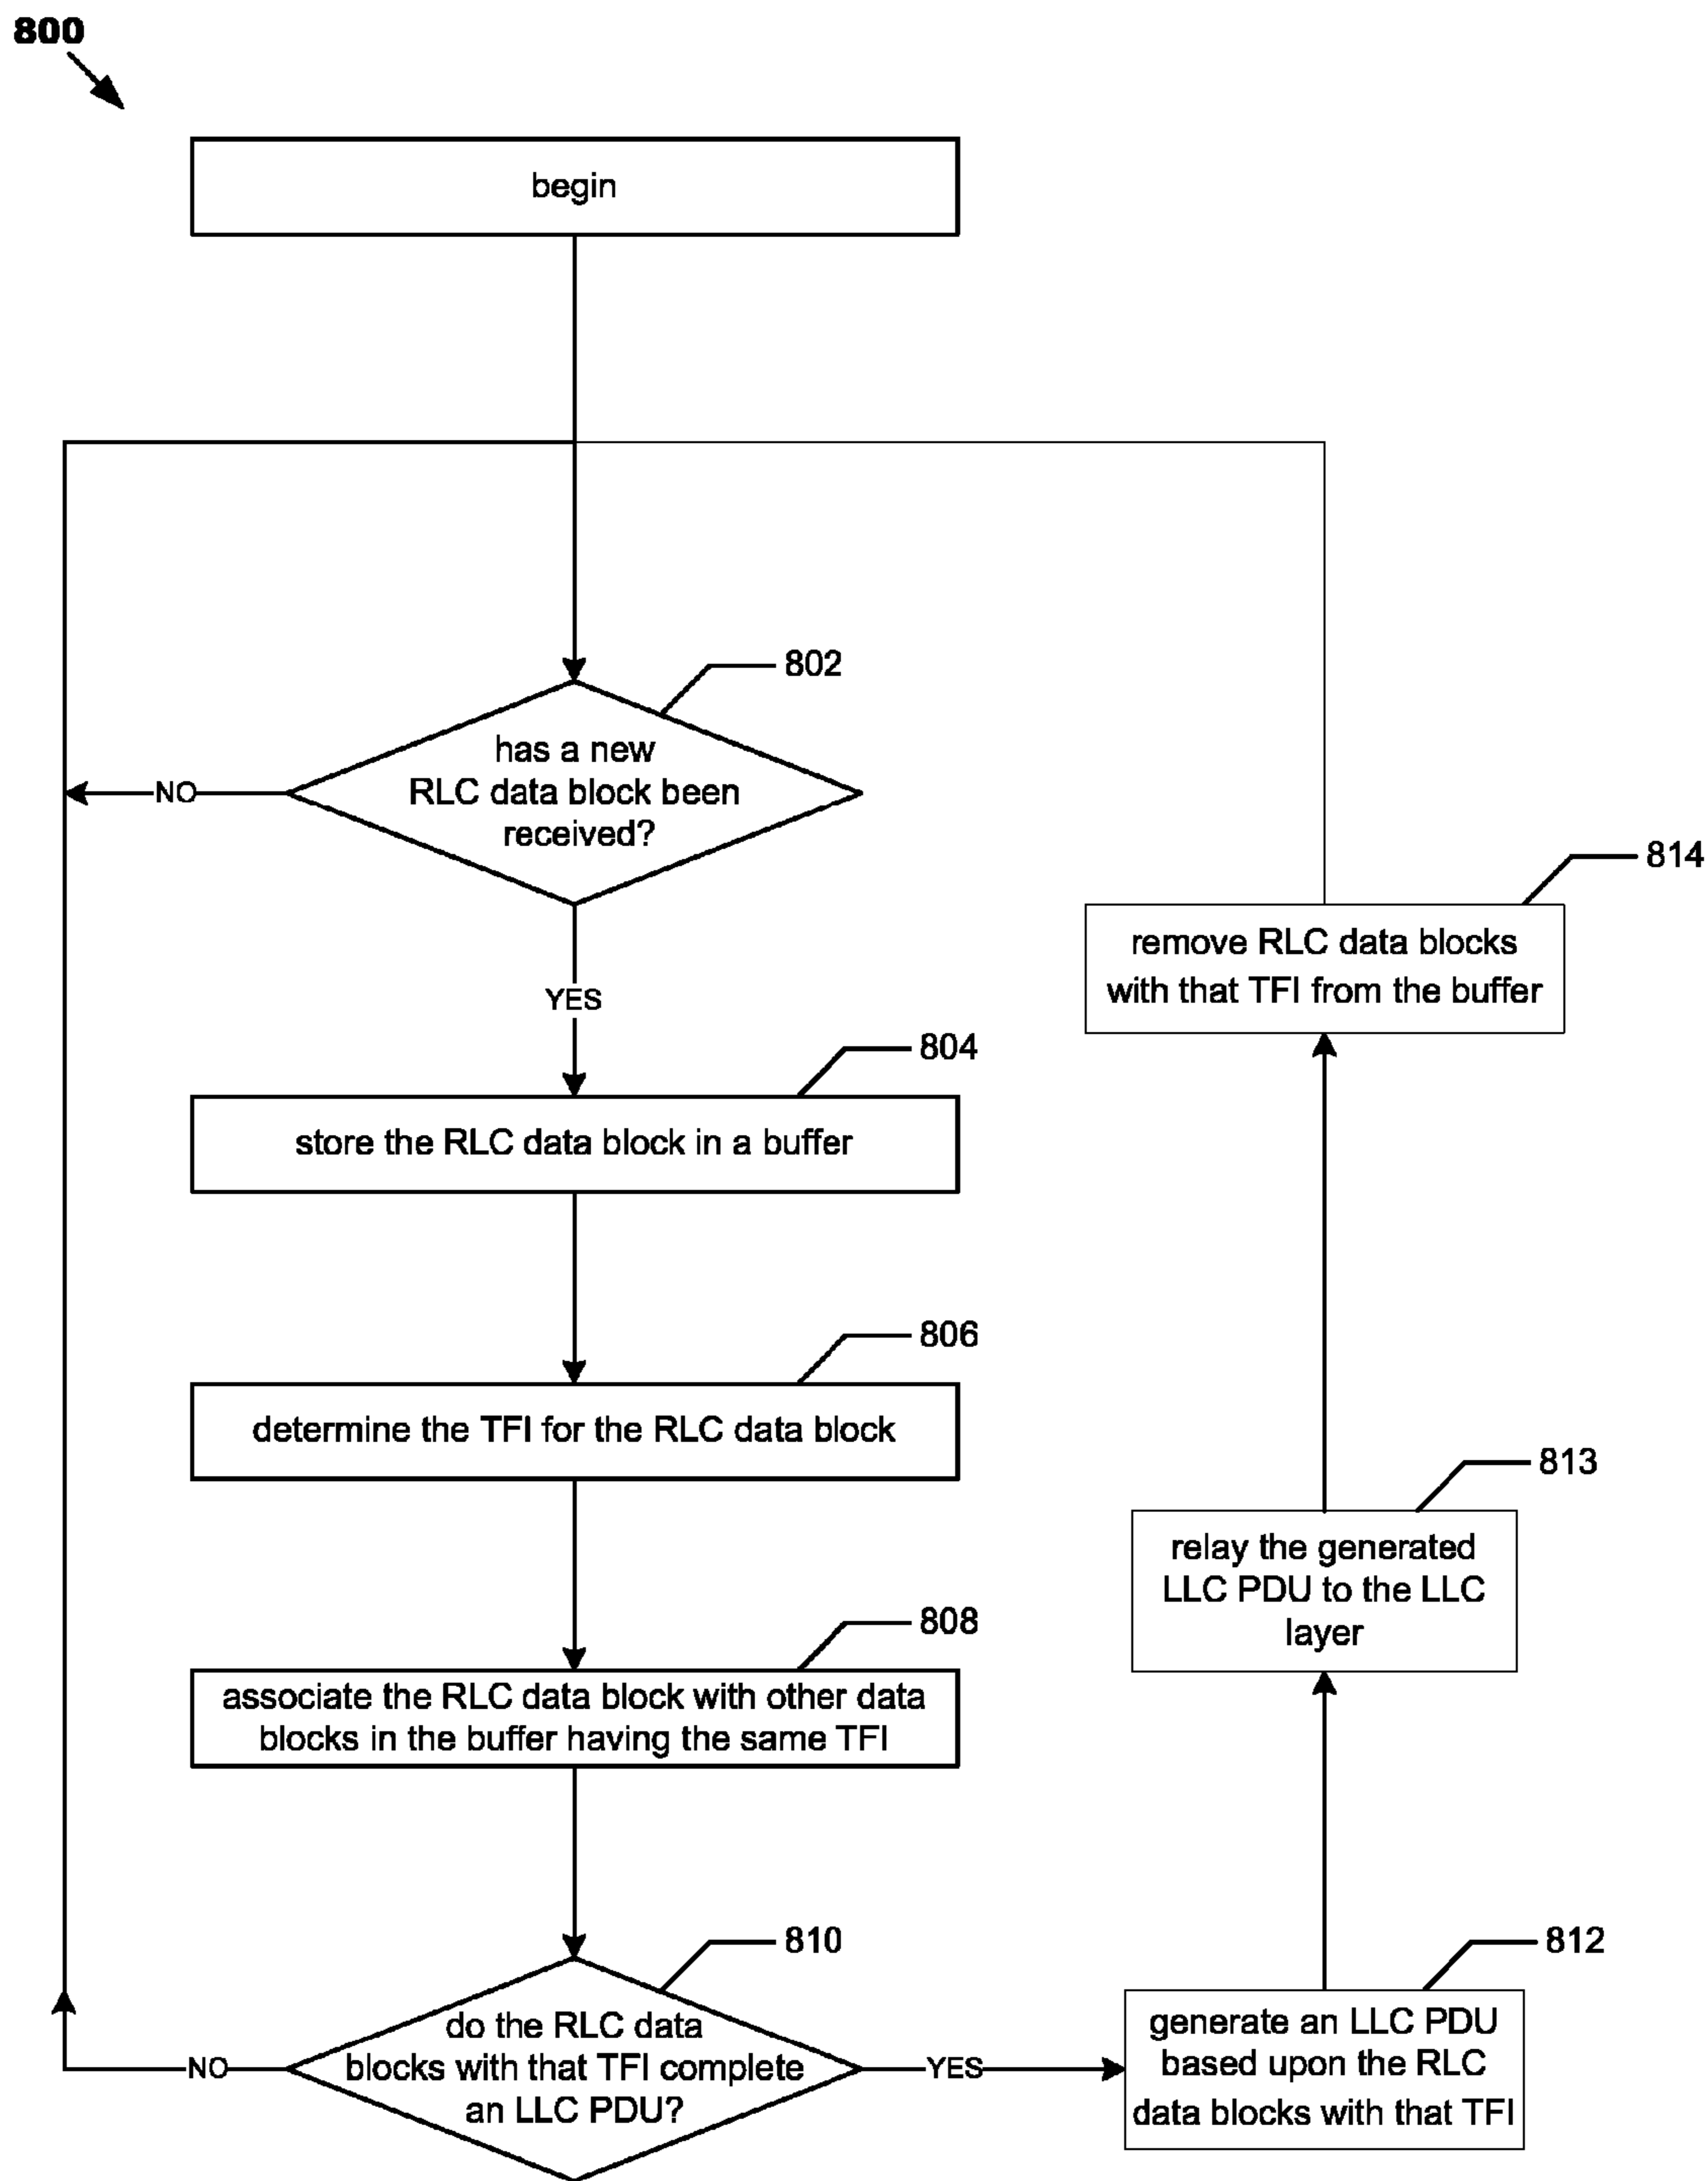 800
begin
802
has a new
RLC data block been
received?
NO
YES
804
store the RLC data block in a buffer
806
determine the TFI for the RLC data block
808
associate the RLC data block with other data
blocks in the buffer having the same TFI
810
do the RLC data
blocks with that TFI complete
an LLC PDU?
NO
YES
812
generate an LLC PDU
based upon the RLC
data blocks with that TFI
813
relay the generated
LLC PDU to the LLC
layer
814
remove RLC data blocks
with that TFI from the buffer